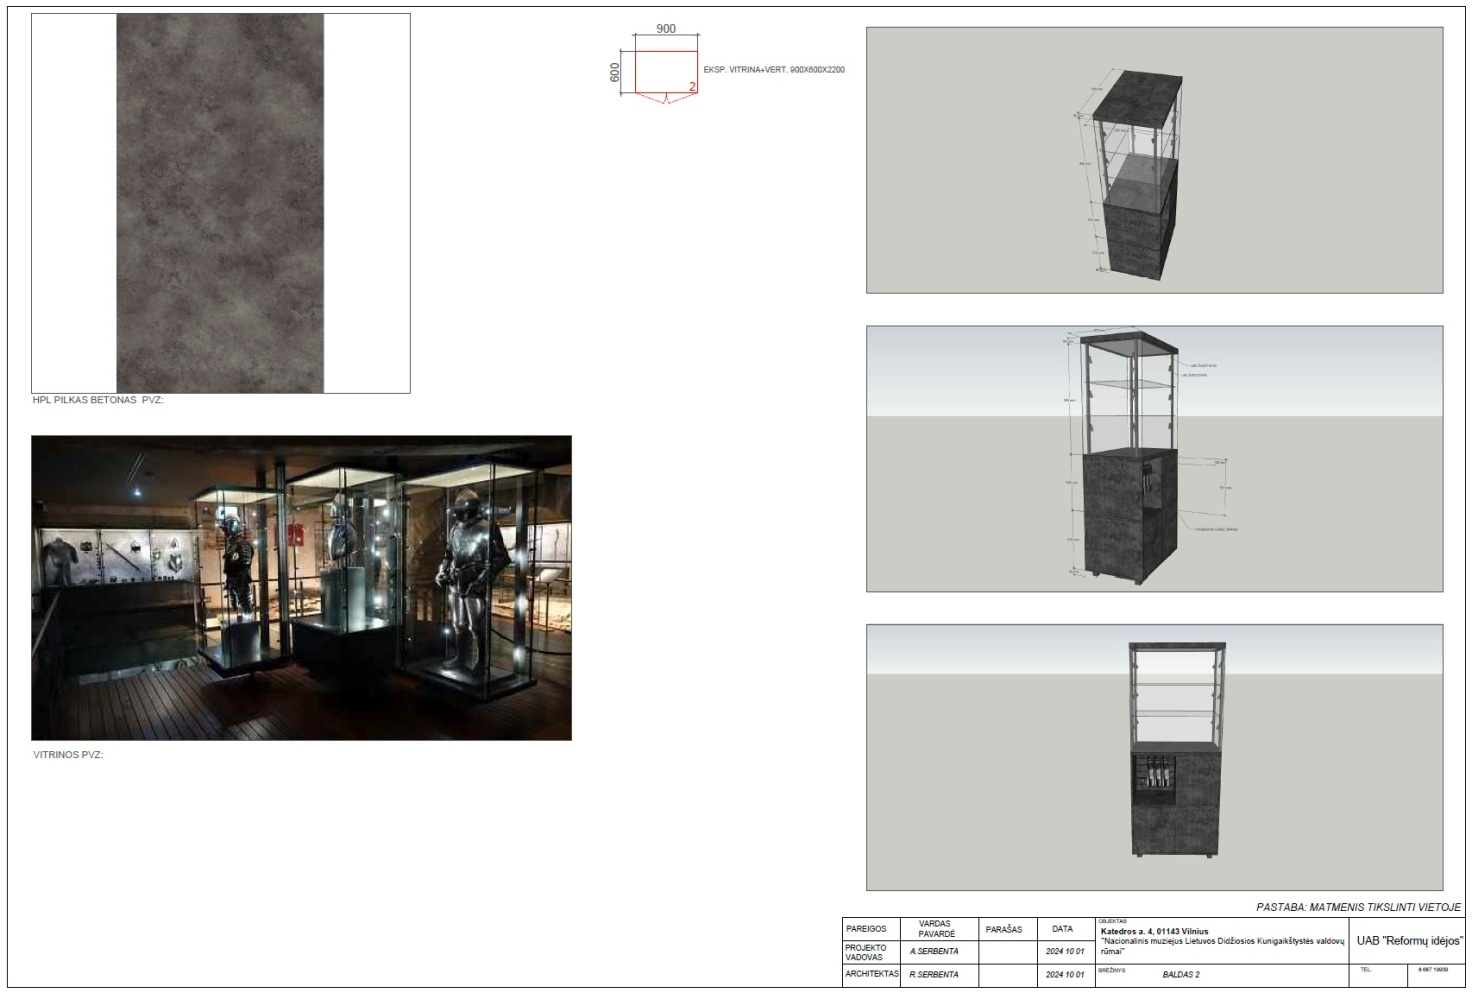 900
600
2
EKSP. VITRINA+VERT. 900X600X2200
HPL PILKAS BETONAS PVZ:
VITRINOS PVZ:
PASTABA: MATMENIS TIKSLINTI VIETOJE
PAREIGOS
VARDAS
PAVARDĖ
PARAŠAS
DATA
OBJEKTAS
Katedros a. 4, 01143 Vilnius
"Nacionalinis muziejus Lietuvos Didžiosios Kunigaikštystės valdovų
rūmai"
UAB "Reformų idėjos"
PROJEKTO
VADOVAS
A.SERBENTA
2024 10 01
ARCHITEKTAS
R.SERBENTA
2024 10 01
BRĖŽINYS
BALDAS 2
TEL.